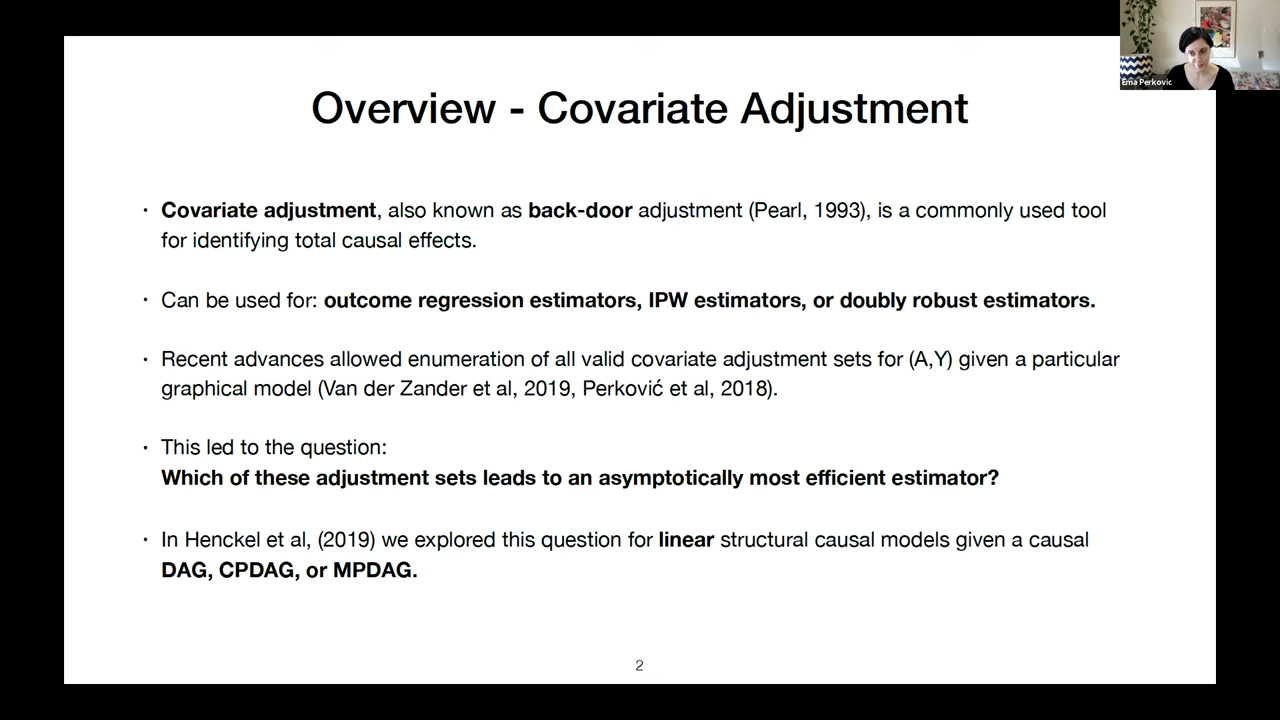 Ema Perkovic
Overview - Covariate Adjustment
• Covariate adjustment, also known as back-door adjustment (Pearl, 1993), is a commonly used tool
for identifying total causal effects.
• Can be used for: outcome regression estimators, IPW estimators, or doubly robust estimators.
• Recent advances allowed enumeration of all valid covariate adjustment sets for (A,Y) given a particular
graphical model (Van der Zander et al, 2019, Perković et al, 2018).
• This led to the question:
Which of these adjustment sets leads to an asymptotically most efficient estimator?
• In Henckel et al, (2019) we explored this question for linear structural causal models given a causal
DAG, CPDAG, or MPDAG.
2